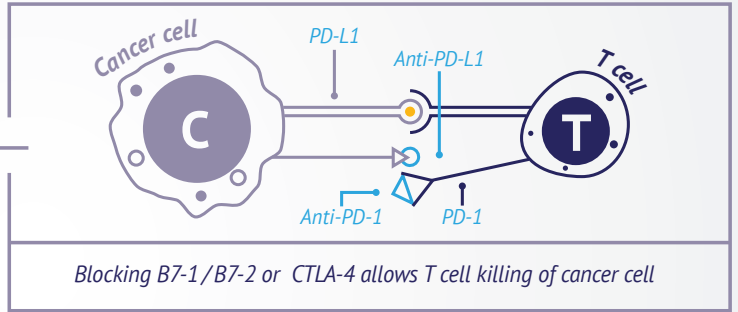 Cancer cell
PD-L1
Anti-PD-L1
T cell
C
T
Anti-PD-1
PD-1
Blocking B7-1/B7-2 or CTLA-4 allows T cell killing of cancer cell